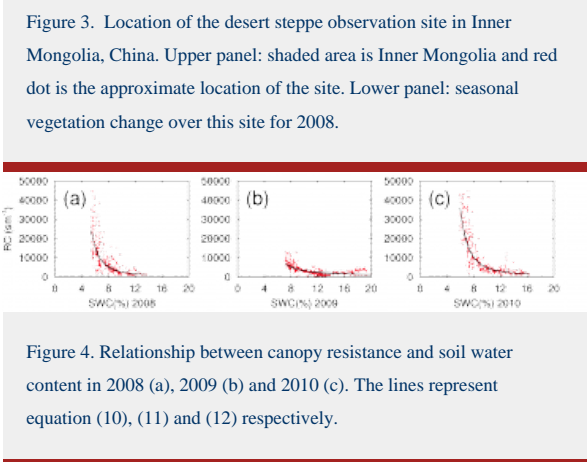 Figure 3. Location of the desert steppe observation site in Inner
Mongolia, China. Upper panel: shaded area is Inner Mongolia and red
dot is the approximate location of the site. Lower panel: seasonal
vegetation change over this site for 2008.
50000 50000 50000
(a) (b) (c)
40000 40000 40000
30000 30000 30000
RC (sm⁻¹)
20000 20000 20000
10000 10000 10000
0 0 0
0 4 8 12 16 20 0 4 8 12 16 20 0 4 8 12 16 20
SWC(%) 2008 SWC(%) 2009 SWC(%) 2010
Figure 4. Relationship between canopy resistance and soil water
content in 2008 (a), 2009 (b) and 2010 (c). The lines represent
equation (10), (11) and (12) respectively.